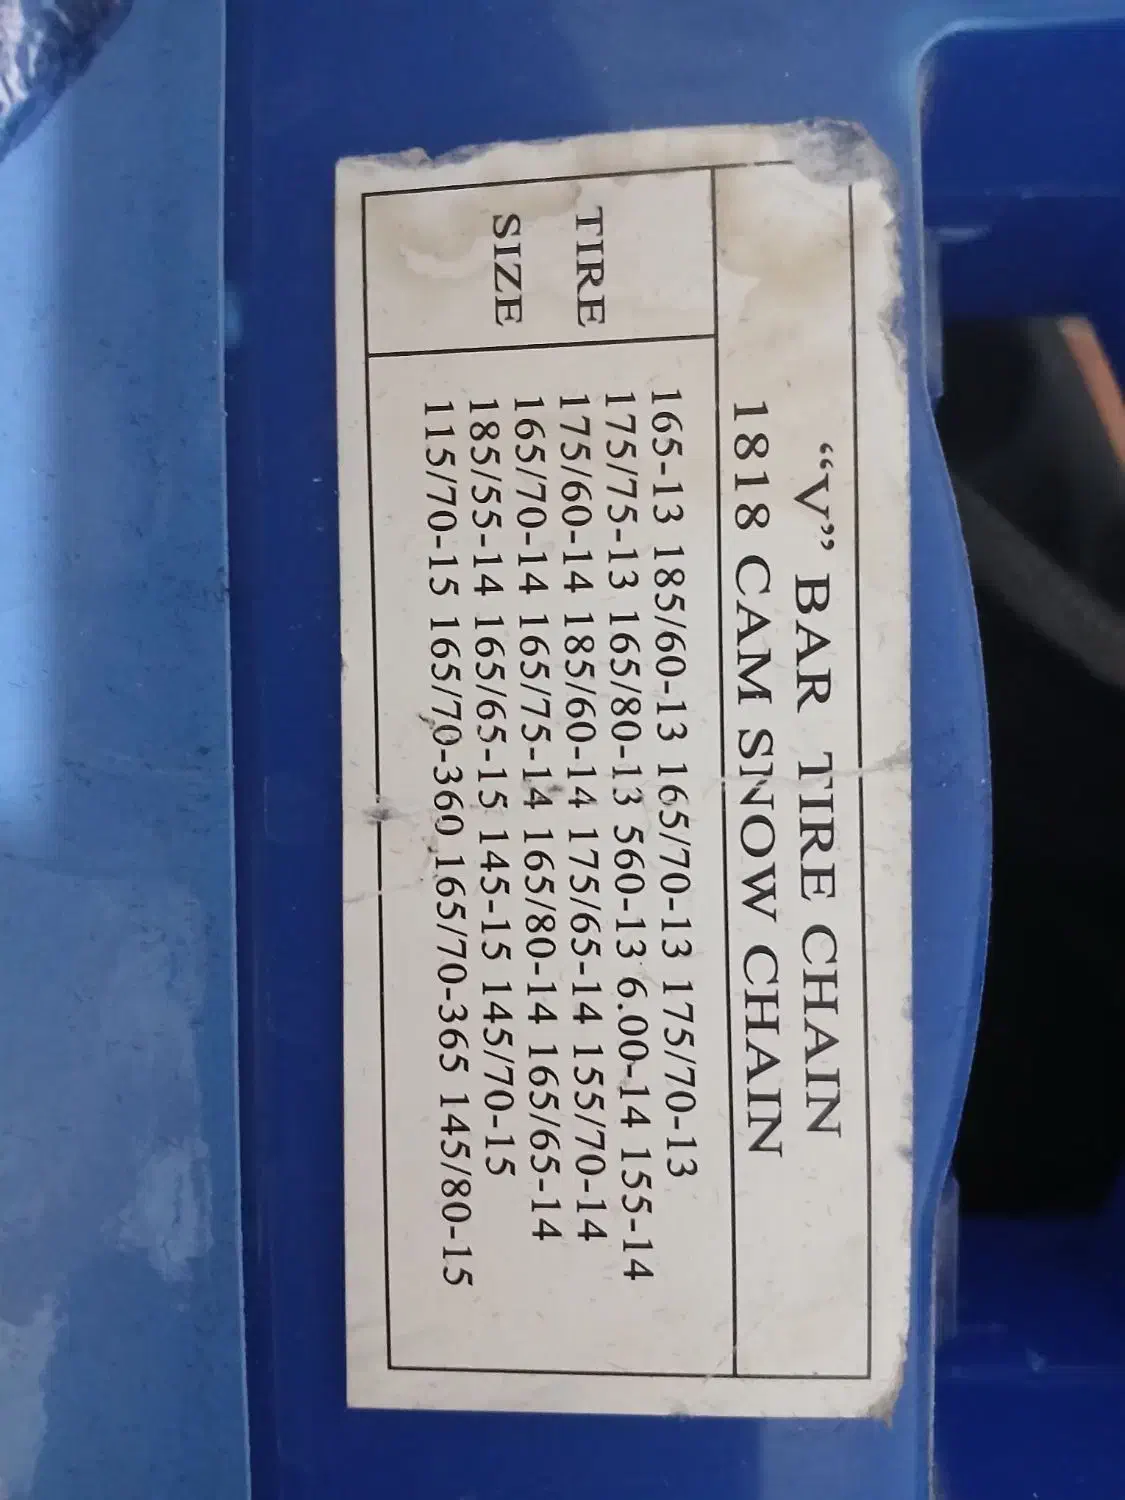 “V” BAR TIRE CHAIN
1818 CAM SNOW CHAIN
TIRE
SIZE
165-13 185/60-13 165/70-13 175/70-13
175/75-13 165/80-13 560-13 6.00-14 155-14
175/60-14 185/60-14 175/65-14 155/70-14
165/70-14 165/75-14 165/80-14 165/65-14
185/55-14 165/65-15 145-15 145/70-15
115/70-15 165/70-360 165/70-365 145/80-15